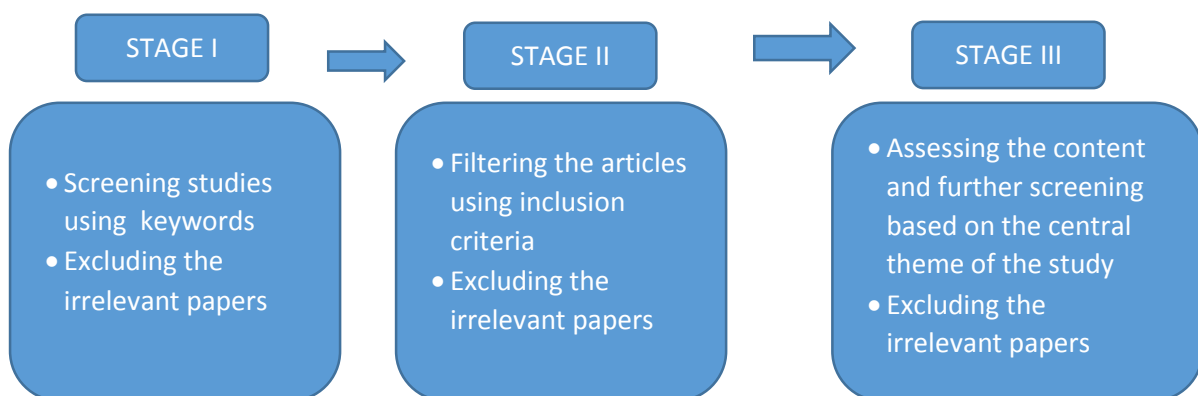 STAGE I
• Screening studies
using keywords
• Excluding the
irrelevant papers
STAGE II
• Filtering the articles
using inclusion
criteria
• Excluding the
irrelevant papers
STAGE III
• Assessing the content
and further screening
based on the central
theme of the study
• Excluding the
irrelevant papers